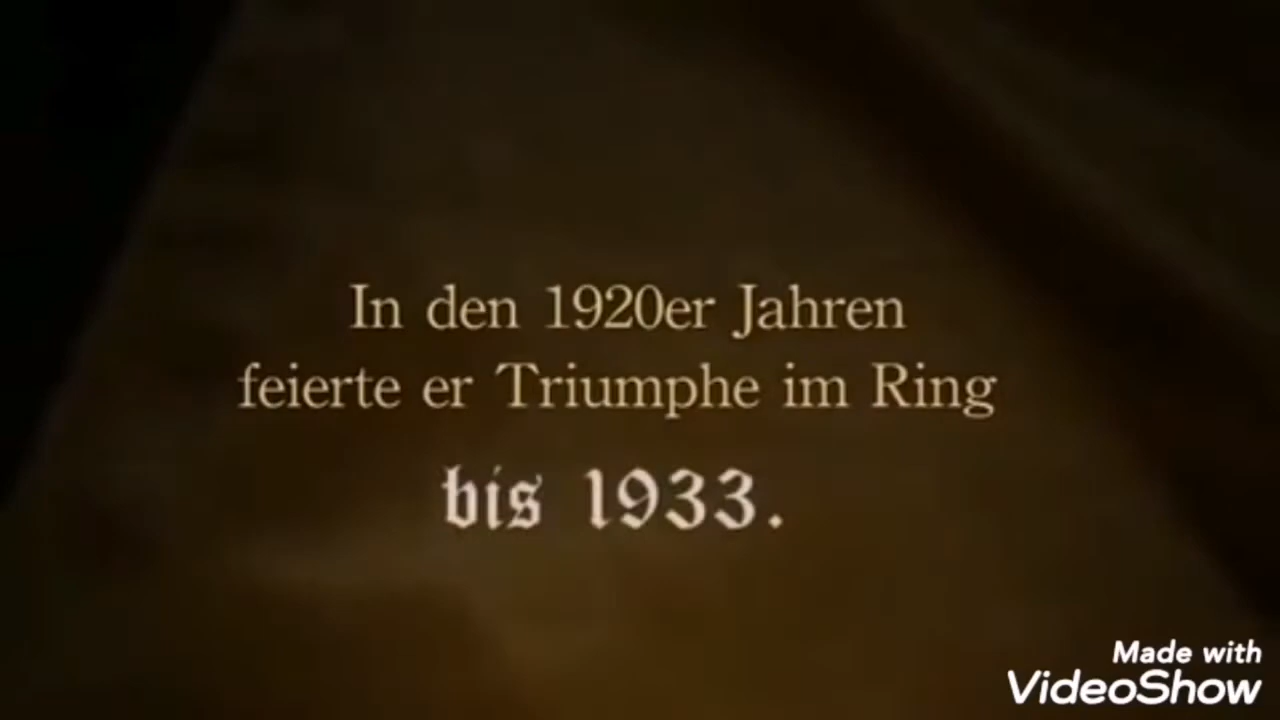 In den 1920er Jahren
feierte er Triumphe im Ring
bis 1933.
Made with
VideoShow